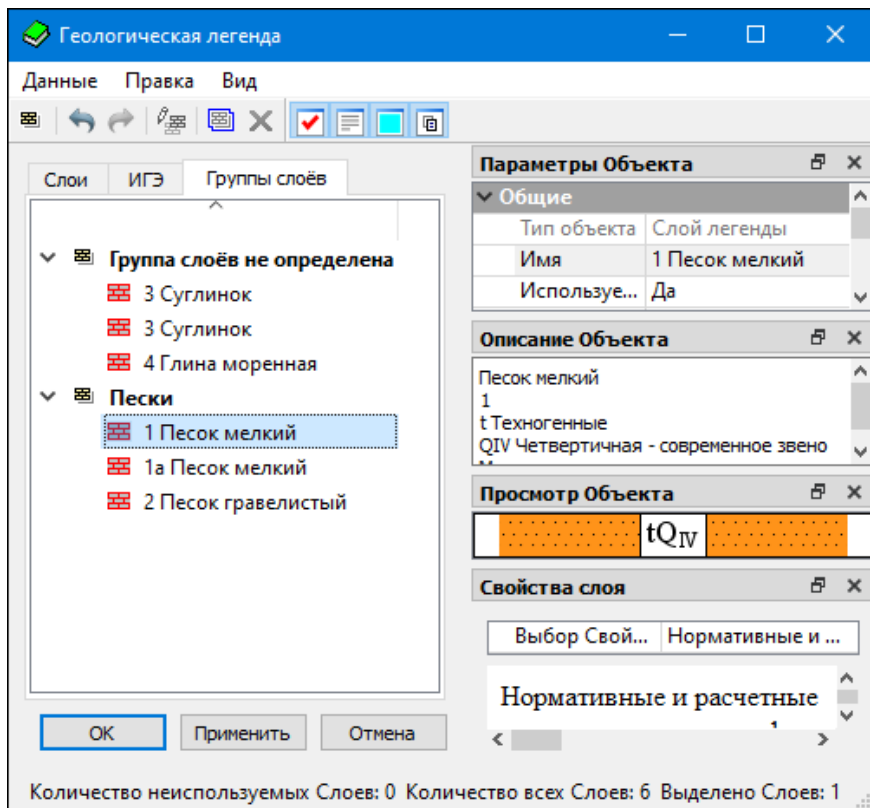 Геологическая легенда
Данные Правка Вид
Слои ИГЭ Группы слоёв
Группа слоёв не определена
3 Суглинок
3 Суглинок
4 Глина моренная
Пески
1 Песок мелкий
1а Песок мелкий
2 Песок гравелистый
ОК Применить Отмена
Параметры Объекта
Общие
Тип объекта Слой легенды
Имя 1 Песок мелкий
Используе... Да
Описание Объекта
Песок мелкий
1
t Техногенные
QIV Четвертичная - современное звено
Просмотр Объекта
tQIV
Свойства слоя
Выбор Свой... Нормативные и ...
Нормативные и расчетные
Количество неиспользуемых Слоев: 0 Количество всех Слоев: 6 Выделено Слоев: 1